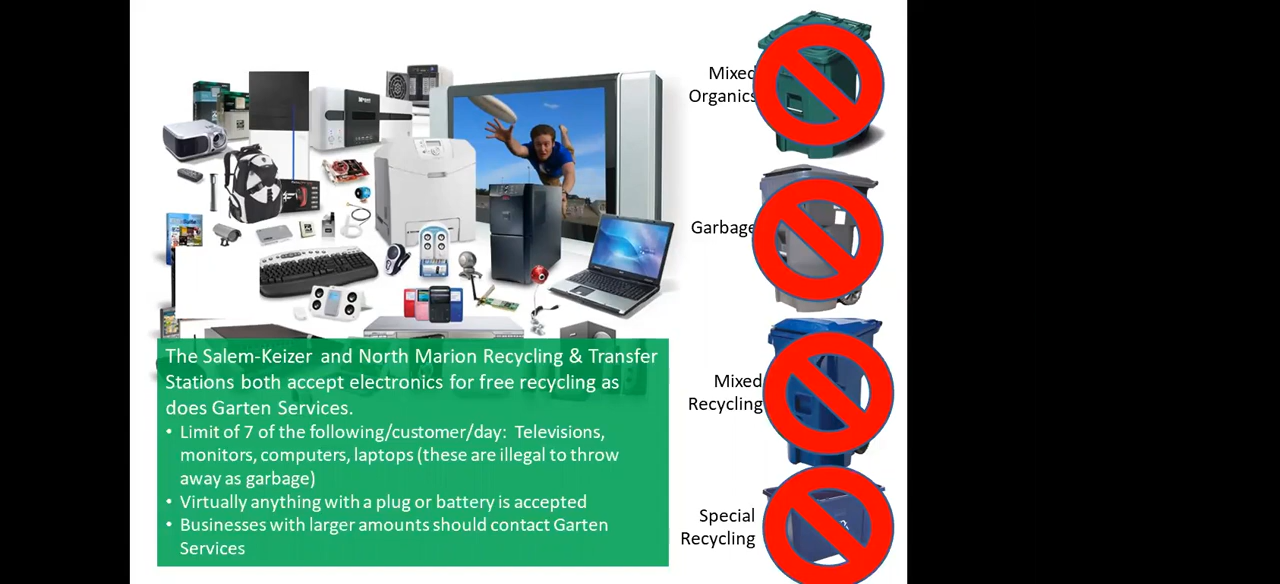 Mixed
Organics
Garbage
Mixed
Recycling
Special
Recycling
The Salem-Keizer and North Marion Recycling & Transfer
Stations both accept electronics for free recycling as
does Garten Services.
• Limit of 7 of the following/customer/day: Televisions,
monitors, computers, laptops (these are illegal to throw
away as garbage)
• Virtually anything with a plug or battery is accepted
• Businesses with larger amounts should contact Garten
Services